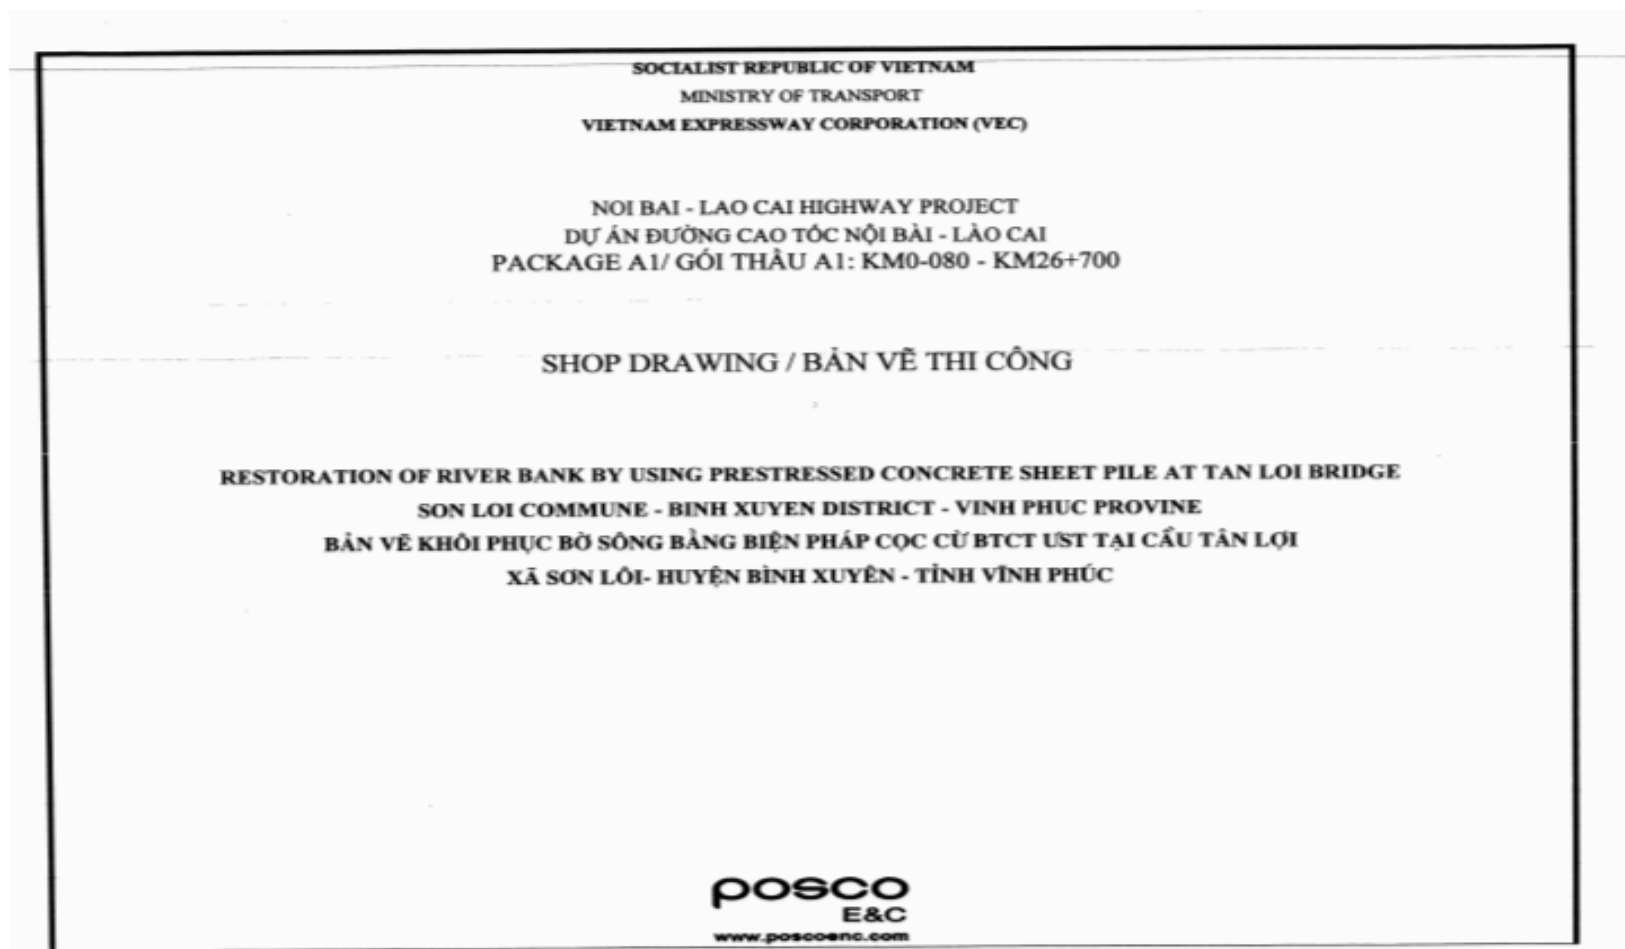 SOCIALIST REPUBLIC OF VIETNAM
MINISTRY OF TRANSPORT
VIETNAM EXPRESSWAY CORPORATION (VEC)
NOI BAI - LAO CAI HIGHWAY PROJECT
DỰ ÁN ĐƯỜNG CAO TỐC NỘI BÀI - LÀO CAI
PACKAGE A1/ GÓI THẦU A1: KM0-080 - KM26+700
SHOP DRAWING / BẢN VẼ THI CÔNG
RESTORATION OF RIVER BANK BY USING PRESTRESSED CONCRETE SHEET PILE AT TAN LOI BRIDGE
SON LOI COMMUNE - BINH XUYEN DISTRICT - VINH PHUC PROVINE
BẢN VẼ KHÔI PHỤC BỜ SÔNG BẰNG BIỆN PHÁP CỌC CỪ BTCT ƯST TẠI CẦU TÂN LỢI
XÃ SƠN LÔI- HUYỆN BÌNH XUYÊN - TỈNH VĨNH PHÚC
posco
E&C
www.poscoenc.com